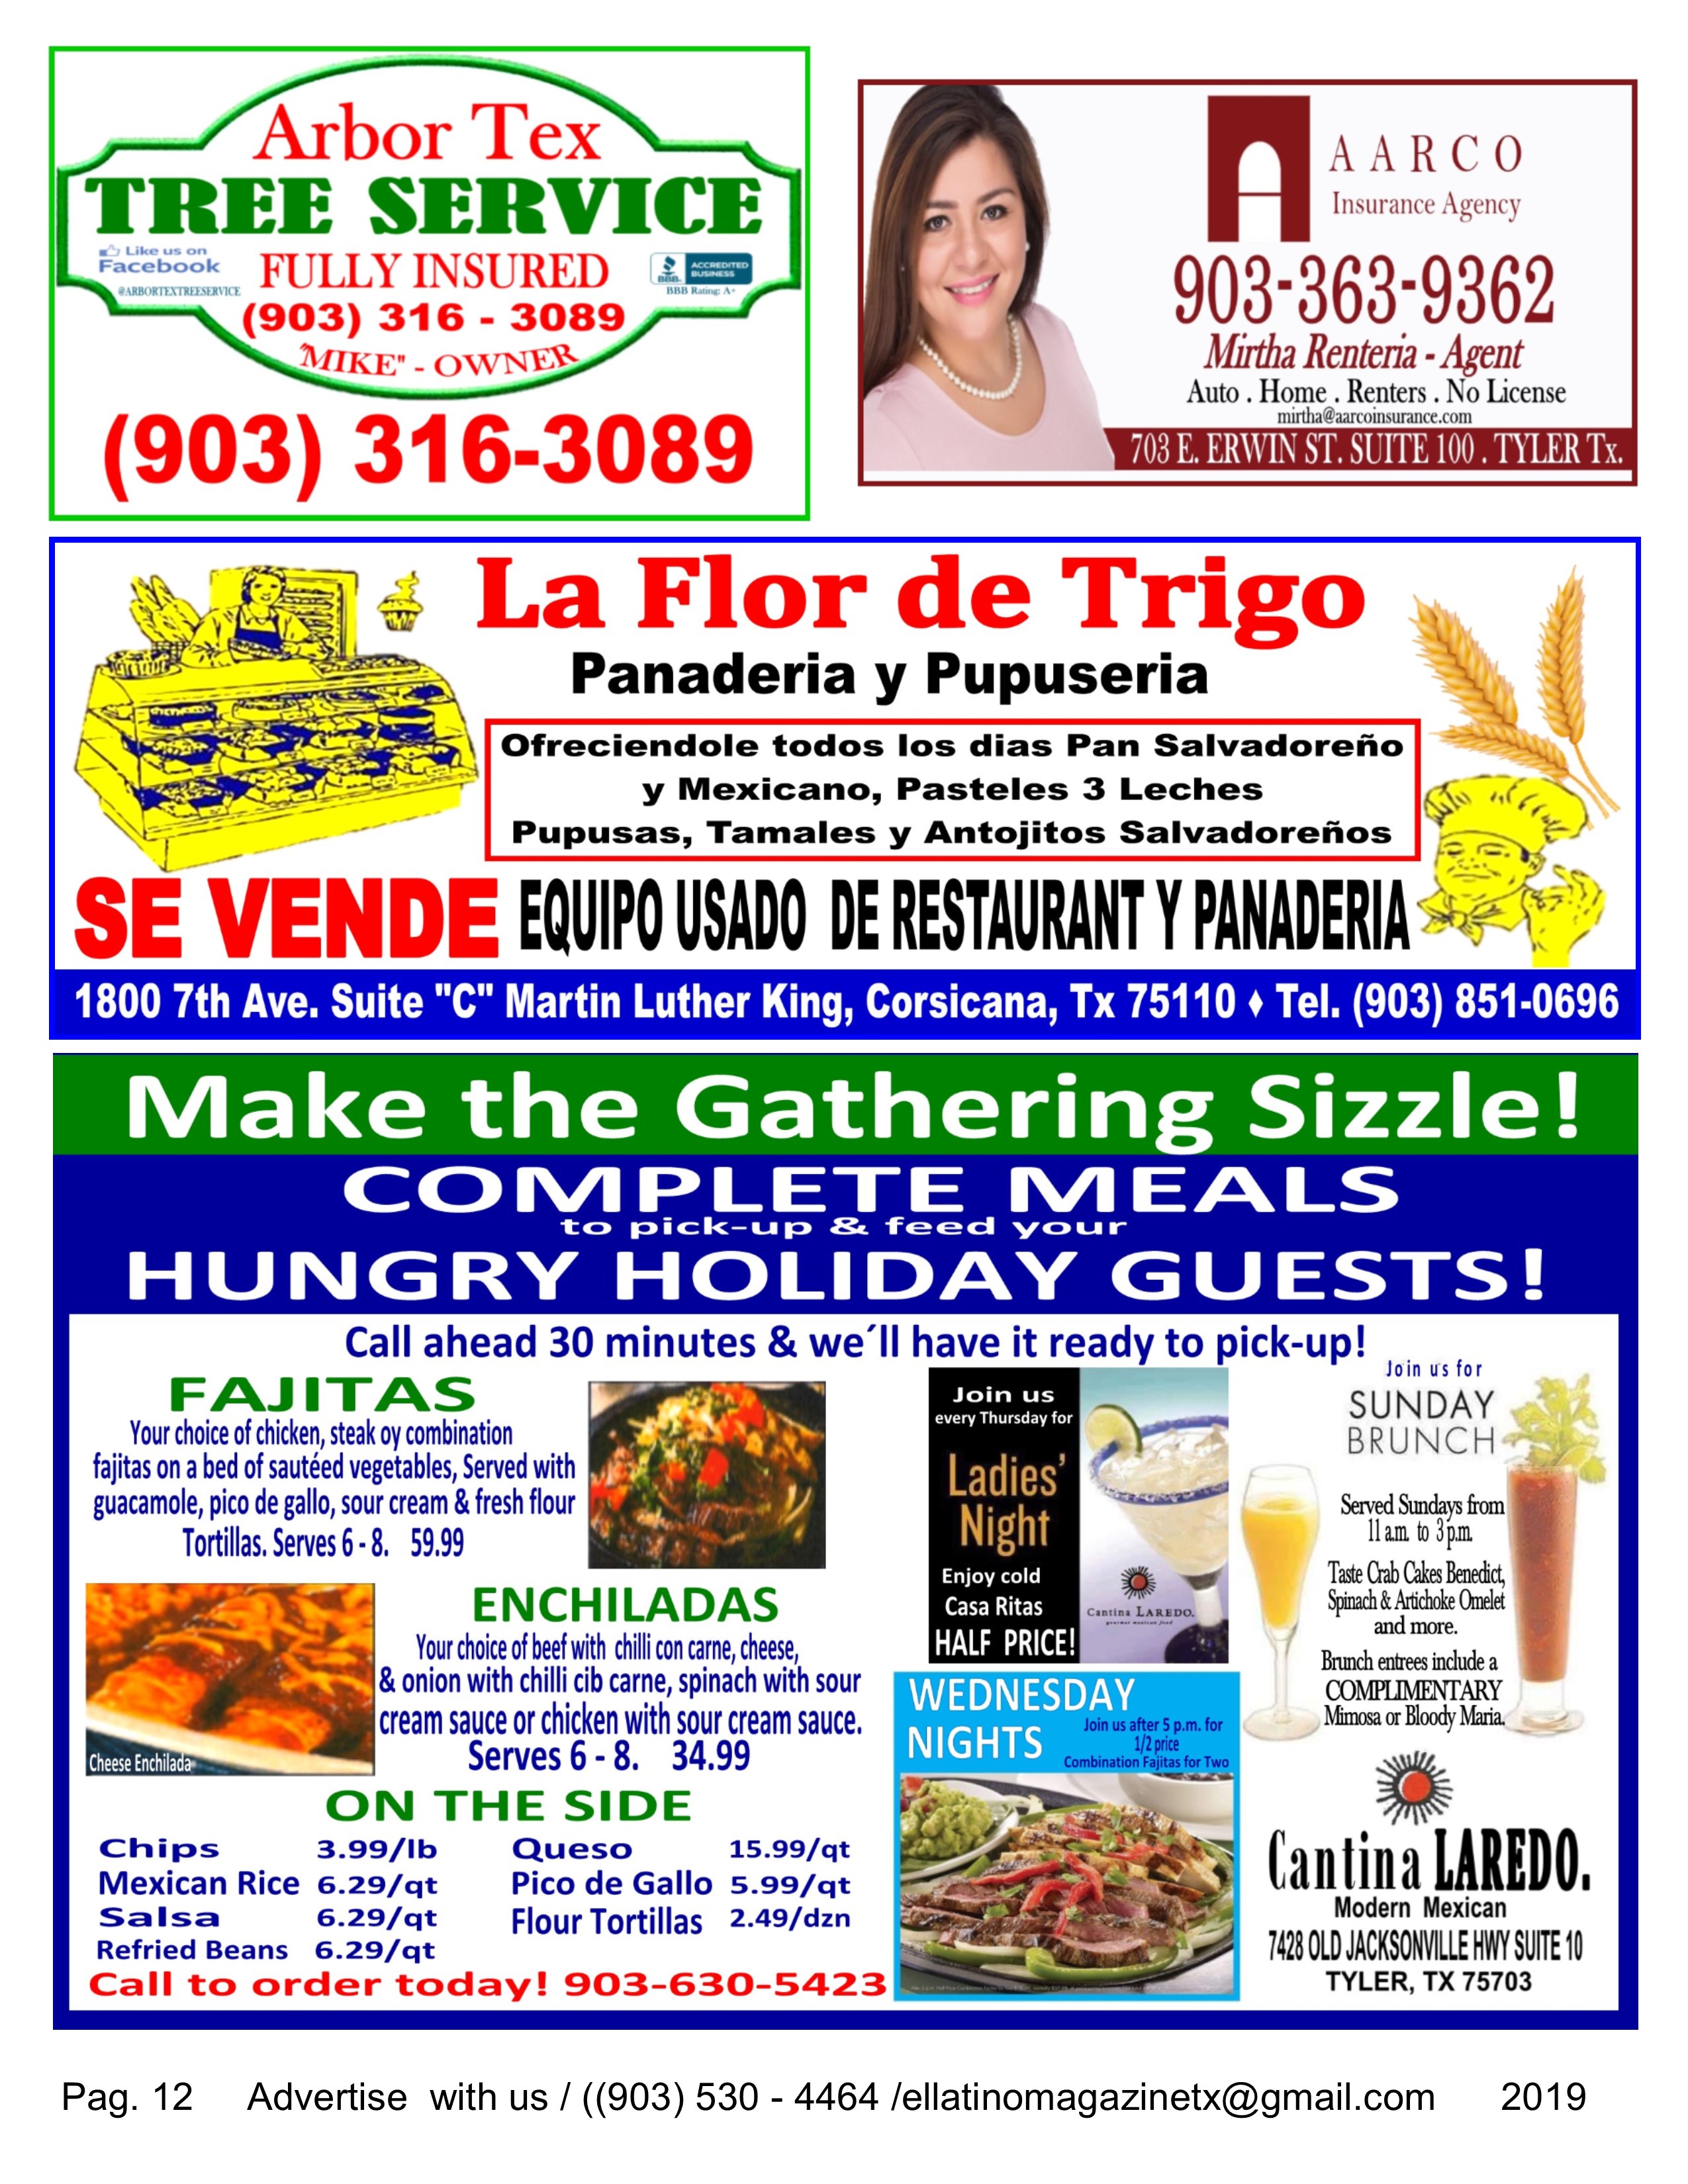 Arbor Tex
TREE SERVICE
Like us on
Facebook
@ARBORTEXTREESERVICE
FULLY INSURED
BBB.
ACCREDITED
BUSINESS
BBB Rating: A+
(903) 316 - 3089
"MIKE" - OWNER
(903) 316-3089
AARCO
Insurance Agency
903-363-9362
Mirtha Renteria - Agent
Auto . Home . Renters . No License
mirtha@aarcoinsurance.com
703 E. ERWIN ST. SUITE 100 . TYLER Tx.
La Flor de Trigo
Panaderia y Pupuseria
Ofreciendole todos los dias Pan Salvadoreño
y Mexicano, Pasteles 3 Leches
Pupusas, Tamales y Antojitos Salvadoreños
SE VENDE EQUIPO USADO DE RESTAURANT Y PANADERIA
1800 7th Ave. Suite "C" Martin Luther King, Corsicana, Tx 75110 ♦ Tel. (903) 851-0696
Make the Gathering Sizzle!
COMPLETE MEALS
to pick-up & feed your
HUNGRY HOLIDAY GUESTS!
Call ahead 30 minutes & we´ll have it ready to pick-up!
FAJITAS
Your choice of chicken, steak oy combination
fajitas on a bed of sautéed vegetables, Served with
guacamole, pico de gallo, sour cream & fresh flour
Tortillas. Serves 6 - 8. 59.99
ENCHILADAS
Your choice of beef with chilli con carne, cheese,
& onion with chilli cib carne, spinach with sour
cream sauce or chicken with sour cream sauce.
Serves 6 - 8. 34.99
Cheese Enchilada
ON THE SIDE
Chips 3.99/lb
Mexican Rice 6.29/qt
Salsa 6.29/qt
Refried Beans 6.29/qt
Queso 15.99/qt
Pico de Gallo 5.99/qt
Flour Tortillas 2.49/dzn
Call to order today! 903-630-5423
Join us
every Thursday for
Ladies'
Night
Enjoy cold
Casa Ritas
HALF PRICE!
Cantina LAREDO.
gourmet mexican food
WEDNESDAY
NIGHTS
Join us after 5 p.m. for
1/2 price
Combination Fajitas for Two
Join us for
SUNDAY
BRUNCH
Served Sundays from
11 a.m. to 3 p.m.
Taste Crab Cakes Benedict,
Spinach & Artichoke Omelet
and more.
Brunch entrees include a
COMPLIMENTARY
Mimosa or Bloody Maria.
Cantina LAREDO.
Modern Mexican
7428 OLD JACKSONVILLE HWY SUITE 10
TYLER, TX 75703
Pag. 12 Advertise with us / ((903) 530 - 4464 /ellatinomagazinetx@gmail.com 2019